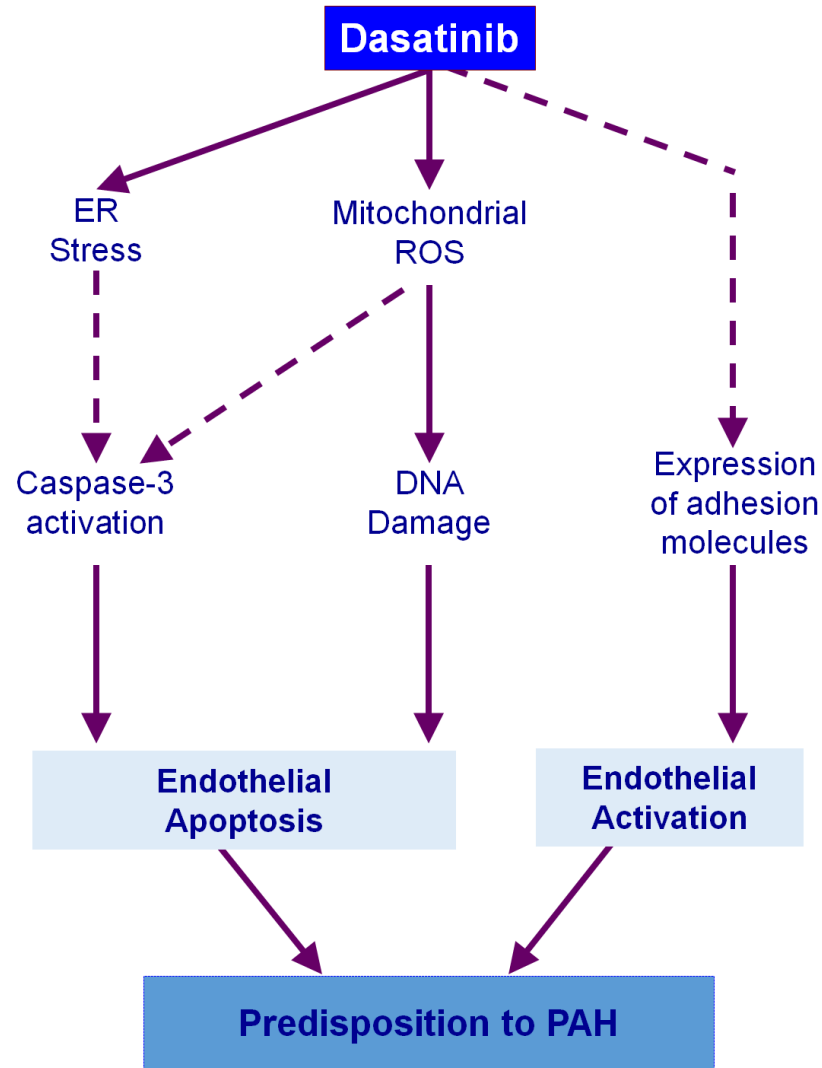 Dasatinib
ER
Stress
Mitochondrial
ROS
Caspase-3
activation
DNA
Damage
Expression
of adhesion
molecules
Endothelial
Apoptosis
Endothelial
Activation
Predisposition to PAH